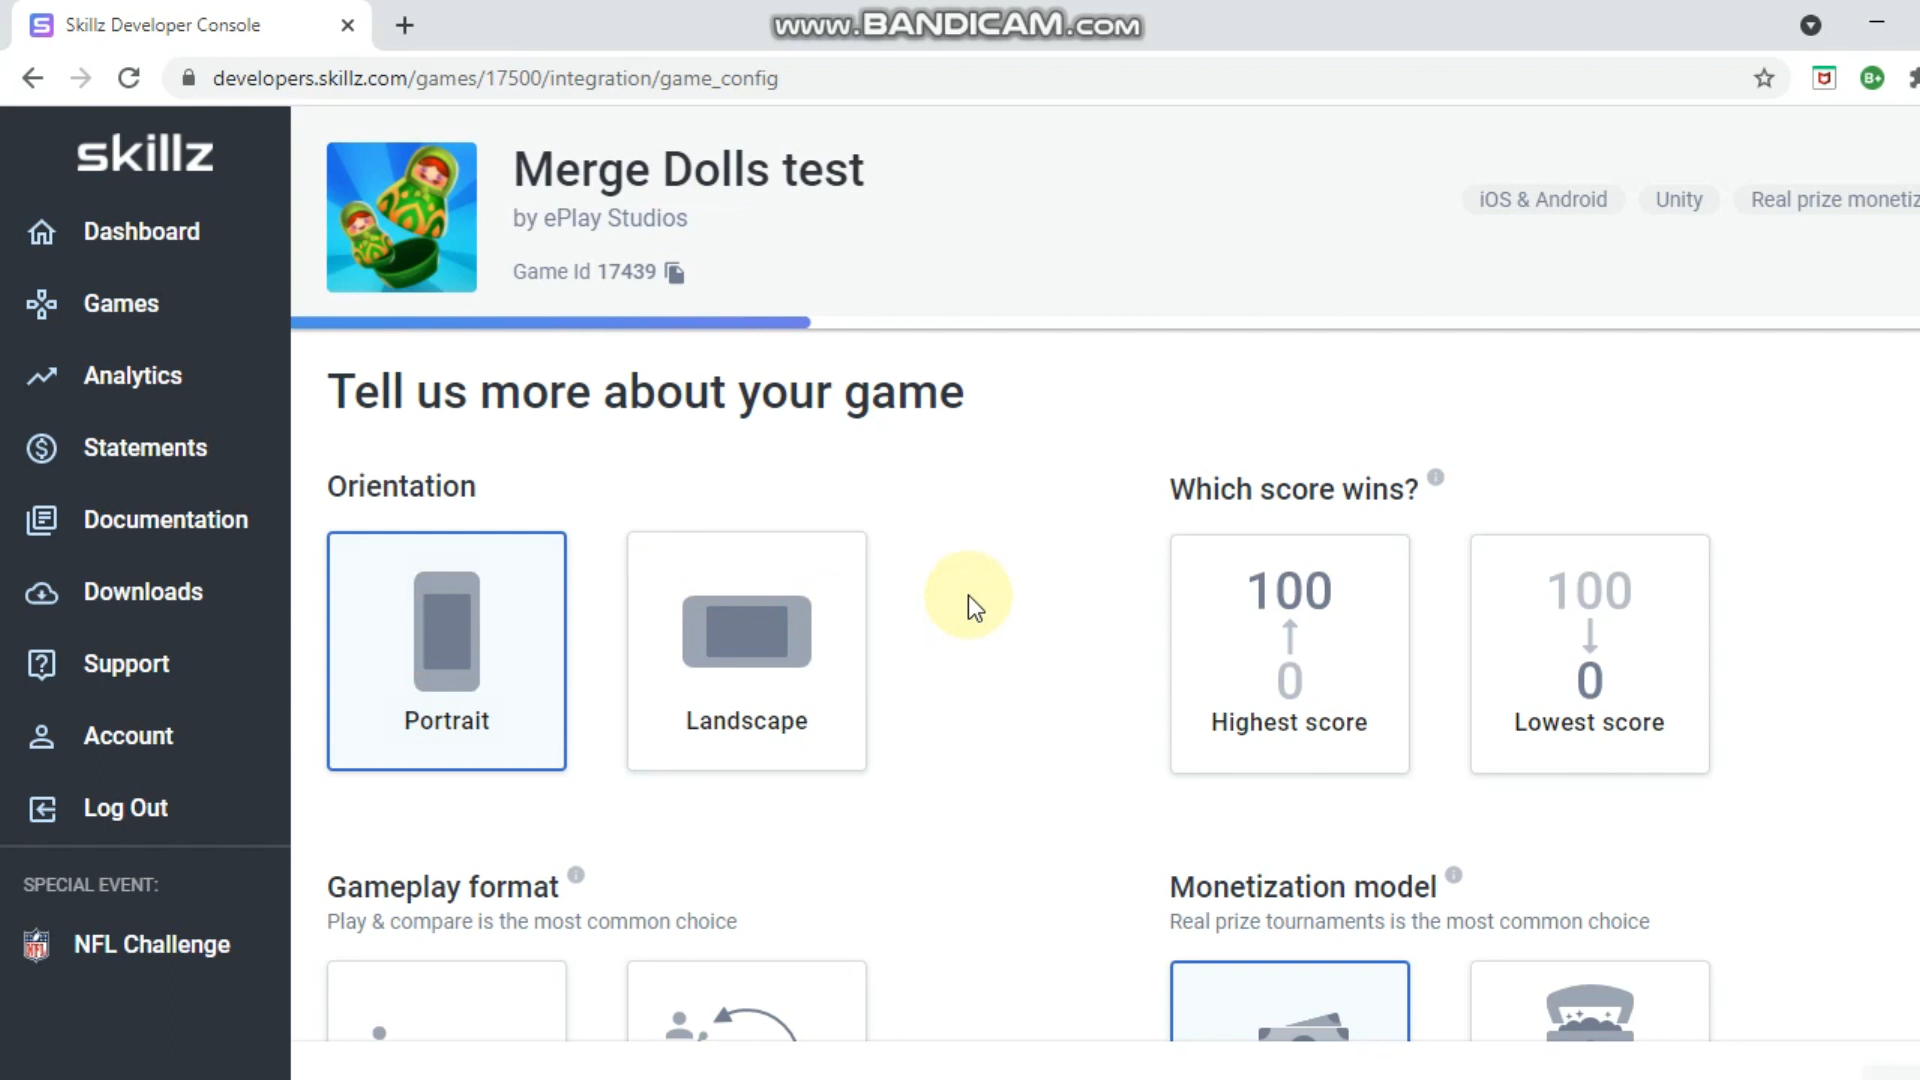 Skillz Developer Console
www.BANDICAM.com
developers.skillz.com/games/17500/integration/game_config
B+
skillz
Dashboard
Games
Analytics
Statements
Documentation
Downloads
Support
Account
Log Out
SPECIAL EVENT:
NFL Challenge
Merge Dolls test
by ePlay Studios
Game Id 17439
iOS & Android
Unity
Real prize monetiz
Tell us more about your game
Orientation
Portrait
Landscape
Which score wins?
100
0
Highest score
100
0
Lowest score
Gameplay format
Play & compare is the most common choice
Monetization model
Real prize tournaments is the most common choice